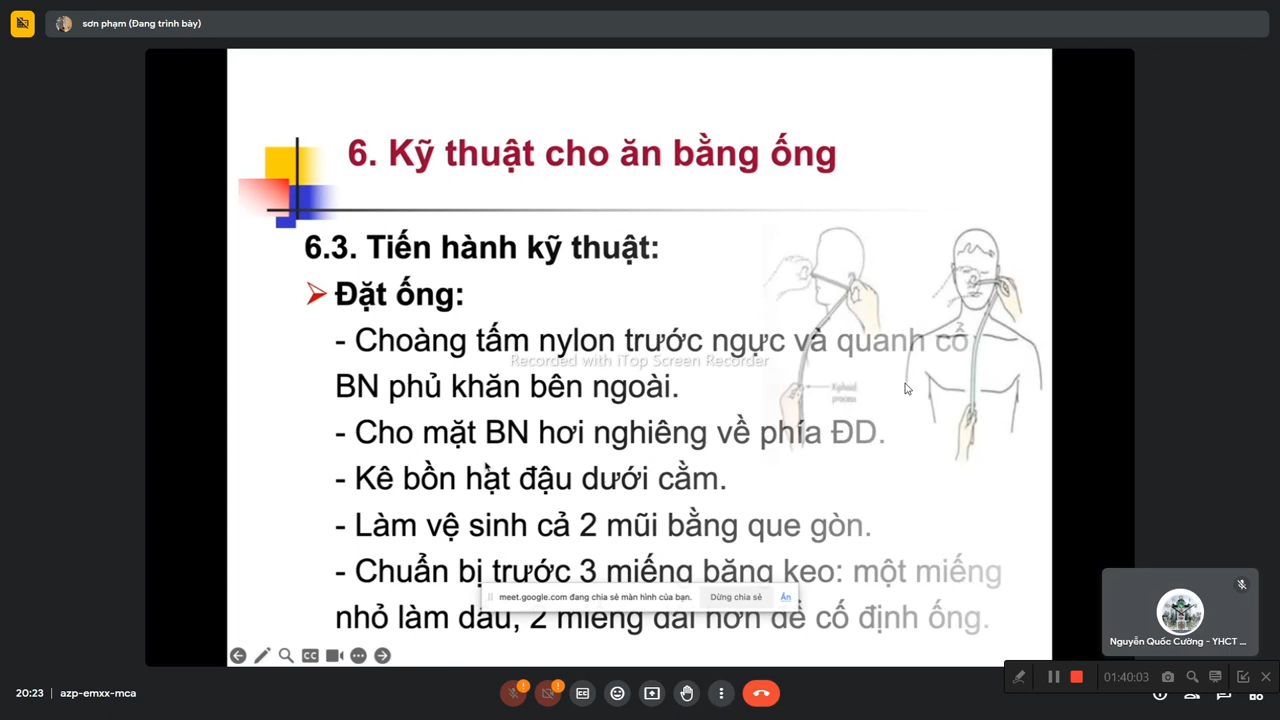 sơn phạm (Đang trình bày)
6. Kỹ thuật cho ăn bằng ống
6.3. Tiến hành kỹ thuật:
Đặt ống:
- Choàng tấm nylon trước ngực và quanh cổ
Recorded with iTop Screen Recorder
BN phủ khăn bên ngoài.
Xiphoid
process
- Cho mặt BN hơi nghiêng về phía ĐD.
- Kê bồn hạt đậu dưới cằm.
- Làm vệ sinh cả 2 mũi bằng que gòn.
- Chuẩn bị trước 3 miếng băng keo: một miếng
meet.google.com đang chia sẻ màn hình của bạn. Dừng chia sẻ Ẩn
nhỏ làm dấu, 2 miếng dài hơn để cố định ống.
Nguyễn Quốc Cường - YHCT ...
CC
20:23 azp-emxx-mca
01:40:03